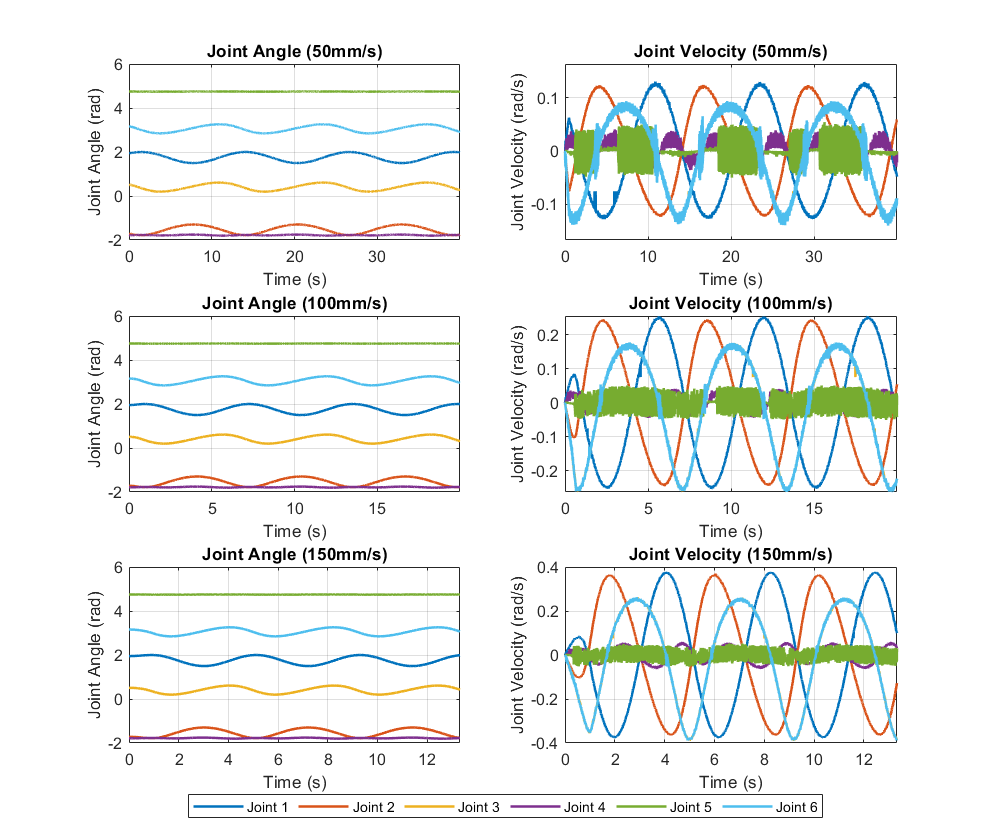 Joint Angle (50mm/s)
Joint Angle (rad)
6
4
2
0
-2
0 10 20 30
Time (s)
Joint Velocity (50mm/s)
Joint Velocity (rad/s)
0.1
0
-0.1
0 10 20 30
Time (s)
Joint Angle (100mm/s)
Joint Angle (rad)
6
4
2
0
-2
0 5 10 15
Time (s)
Joint Velocity (100mm/s)
Joint Velocity (rad/s)
0.2
0.1
0
-0.1
-0.2
0 5 10 15
Time (s)
Joint Angle (150mm/s)
Joint Angle (rad)
6
4
2
0
-2
0 2 4 6 8 10 12
Time (s)
Joint Velocity (150mm/s)
Joint Velocity (rad/s)
0.4
0.2
0
-0.2
-0.4
0 2 4 6 8 10 12
Time (s)
Joint 1 Joint 2 Joint 3 Joint 4 Joint 5 Joint 6